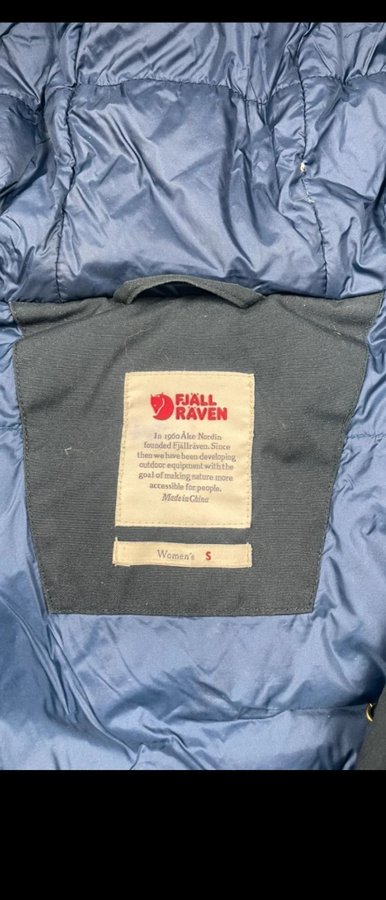 FJÄLL
RÄVEN
In 1960 Åke Nordin
founded Fjällräven. Since
then we have been developing
outdoor equipment with the
goal of making nature more
accessible for people.
Made in China
Women's S